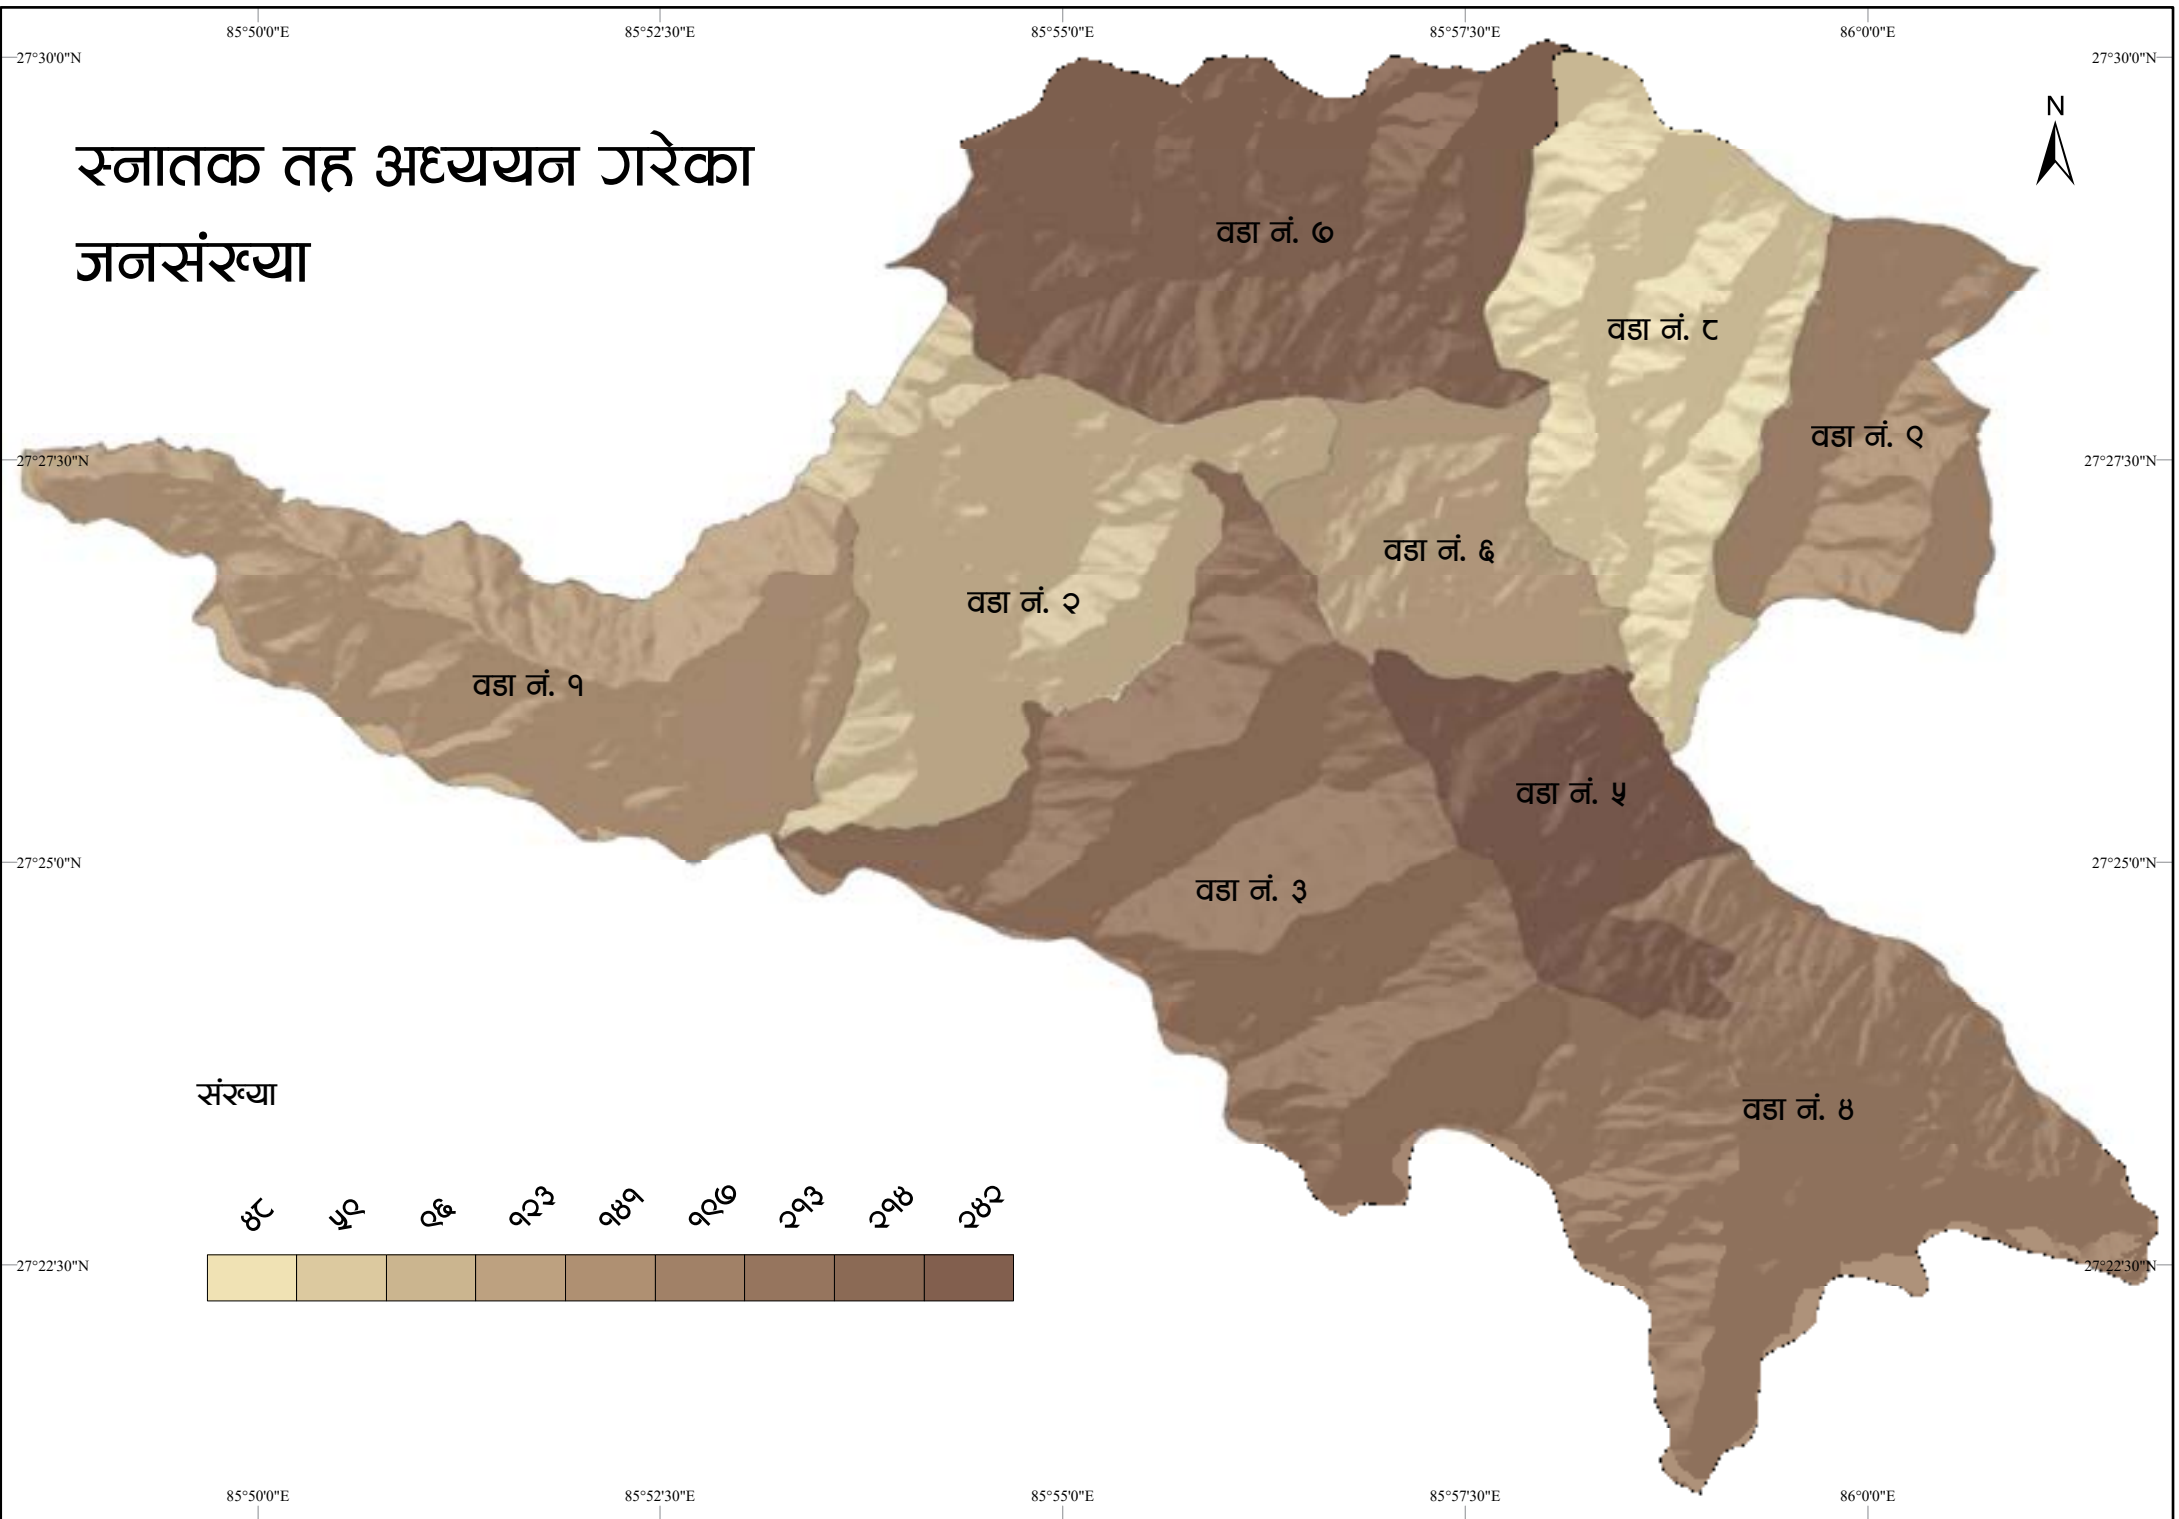 85°50'0"E 85°52'30"E 85°55'0"E 85°57'30"E 86°0'0"E
27°30'0"N 27°30'0"N
N
स्नातक तह अध्ययन गरेका
जनसंख्या
वडा नं. ७
वडा नं. ८
वडा नं. ९
27°27'30"N 27°27'30"N
वडा नं. ६
वडा नं. २
वडा नं. १
वडा नं. ५
27°25'0"N 27°25'0"N
वडा नं. ३
संख्या
वडा नं. ४
४८ ५९ ९६ १२३ १४१ १९७ २१३ २१४ २४२
27°22'30"N 27°22'30"N
85°50'0"E 85°52'30"E 85°55'0"E 85°57'30"E 86°0'0"E